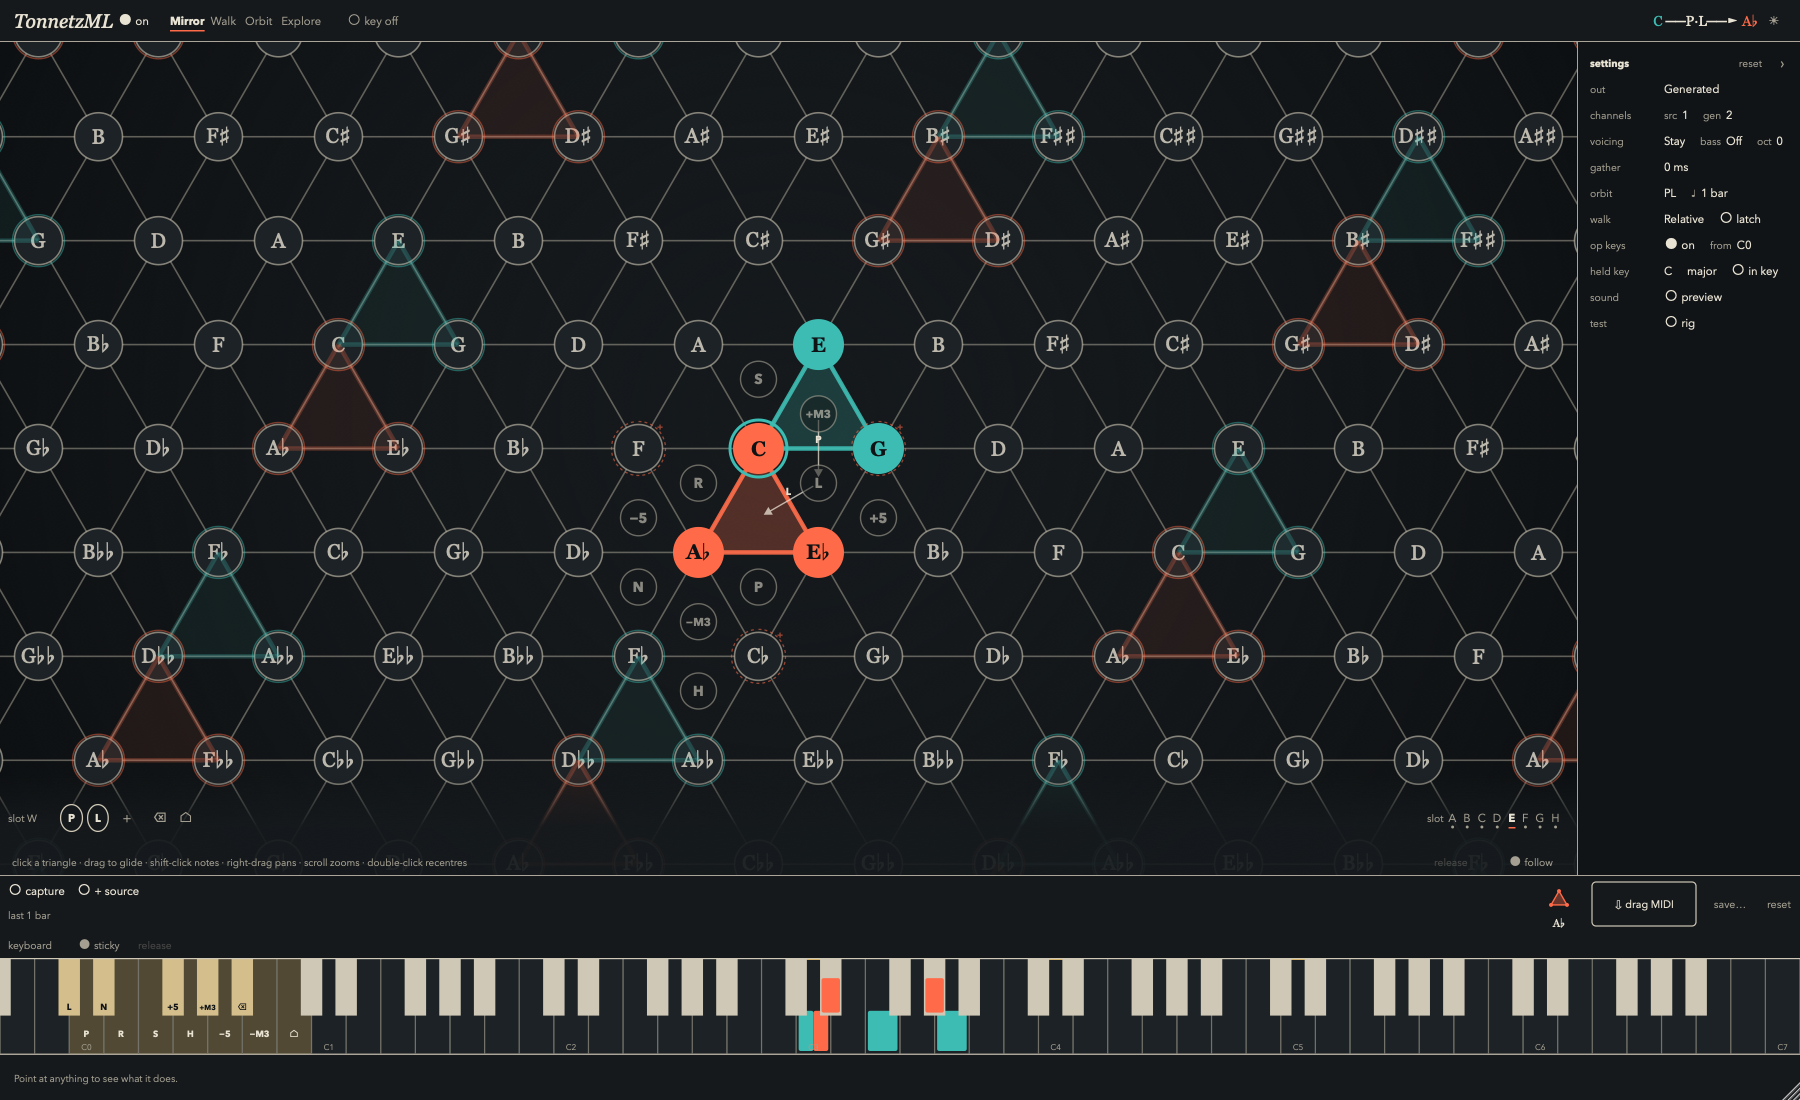 TonnetzML on Mirror Walk Orbit Explore key off C P·L A♭
settings reset ›
out Generated
channels src 1 gen 2
voicing Stay bass Off oct 0
gather 0 ms
orbit PL ♩ 1 bar
walk Relative latch
op keys on from C0
held key C major in key
sound preview
test rig
B F♯ C♯ G♯ D♯ A♯ E♯ B♯ F♯♯ C♯♯ G♯♯ D♯♯ A♯♯
G D A E B F♯ C♯ G♯ D♯ A♯ E♯ B♯ F♯♯
B♭ F C G D A E B F♯ C♯ G♯ D♯ A♯
S
+M3
P
G♭ D♭ A♭ E♭ B♭ F C G D A E B F♯
R L L
−5 +5
B♭♭ F♭ C♭ G♭ D♭ A♭ E♭ B♭ F C G D A
N P
−M3
G♭♭ D♭♭ A♭♭ E♭♭ B♭♭ F♭ C♭ G♭ D♭ A♭ E♭ B♭ F
H
A♭ F♭♭ C♭♭ G♭♭ D♭♭ A♭♭ E♭♭ B♭♭ F♭ C♭ G♭ D♭ A♭
slot W P L + slot A B C D E F G H
A♭ F♭♭ C♭♭ G♭♭ D♭♭ A♭♭ E♭♭ B♭♭ F♭
click a triangle · drag to glide · shift-click notes · right-drag pans · scroll zooms · double-click recentres release follow
capture + source
last 1 bar
A♭
drag MIDI save... reset
keyboard sticky release
L N +5 +M3
P R S H −5 −M3
C0 C1 C2 C4 C5 C6 C7
Point at anything to see what it does.